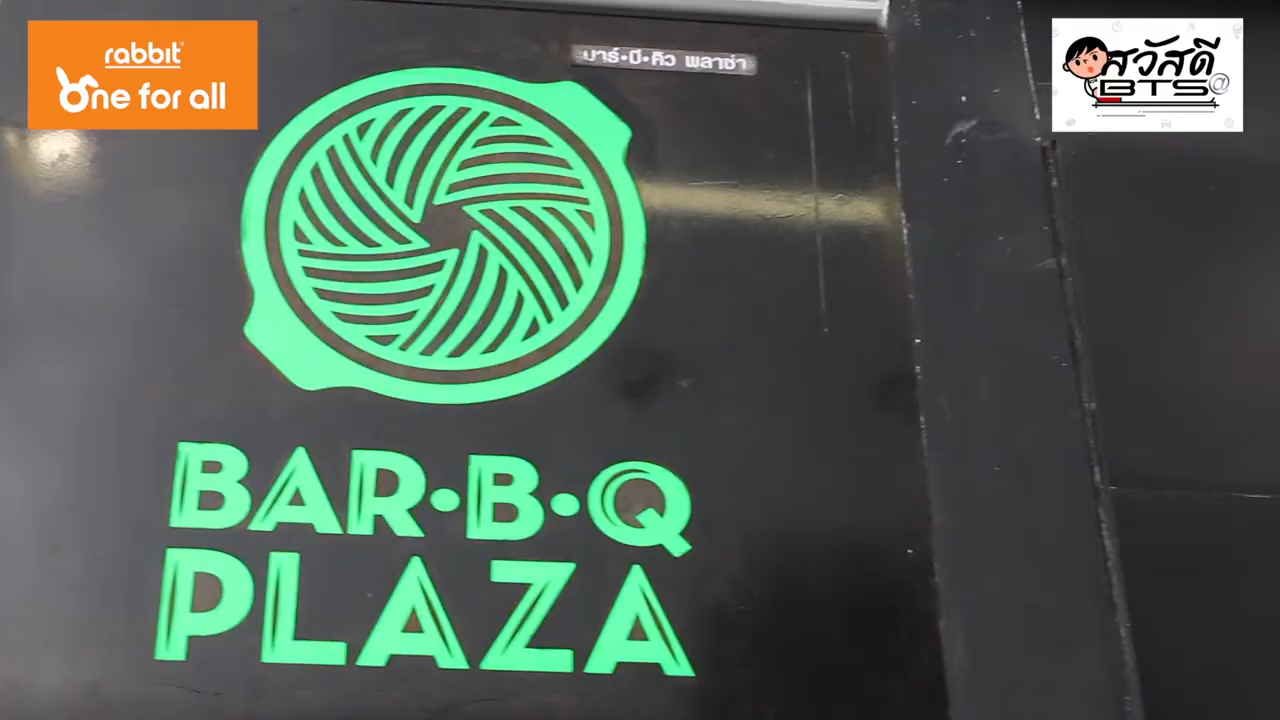 rabbit
one for all
สวัสดี
@BTS
บาร์•บี•คิว พลาซ่า
BAR•B•Q
PLAZA